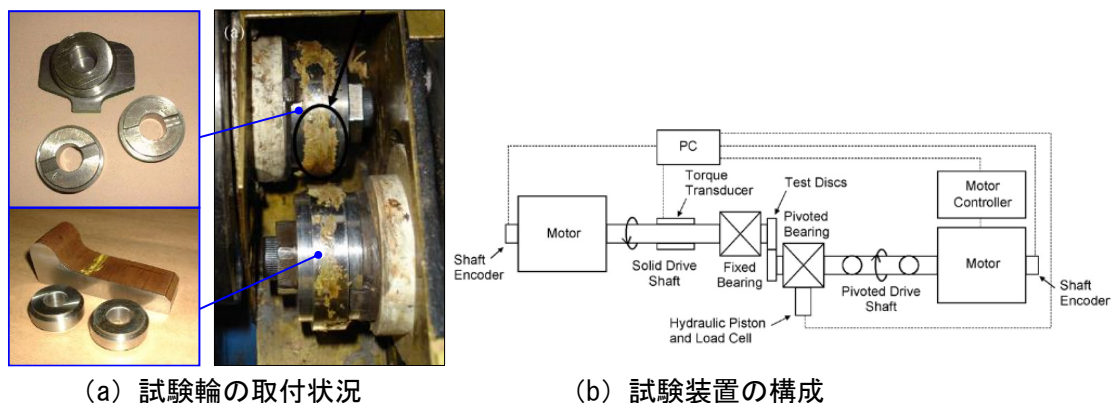 (a)
PC
Torque
Transducer
Test Discs
Motor
Controller
Pivoted
Bearing
Motor
Shaft
Encoder
Solid Drive
Shaft
Fixed
Bearing
Pivoted Drive
Shaft
Motor
Shaft
Encoder
Hydraulic Piston
and Load Cell
(a) 試験輪の取付状況
(b) 試験装置の構成